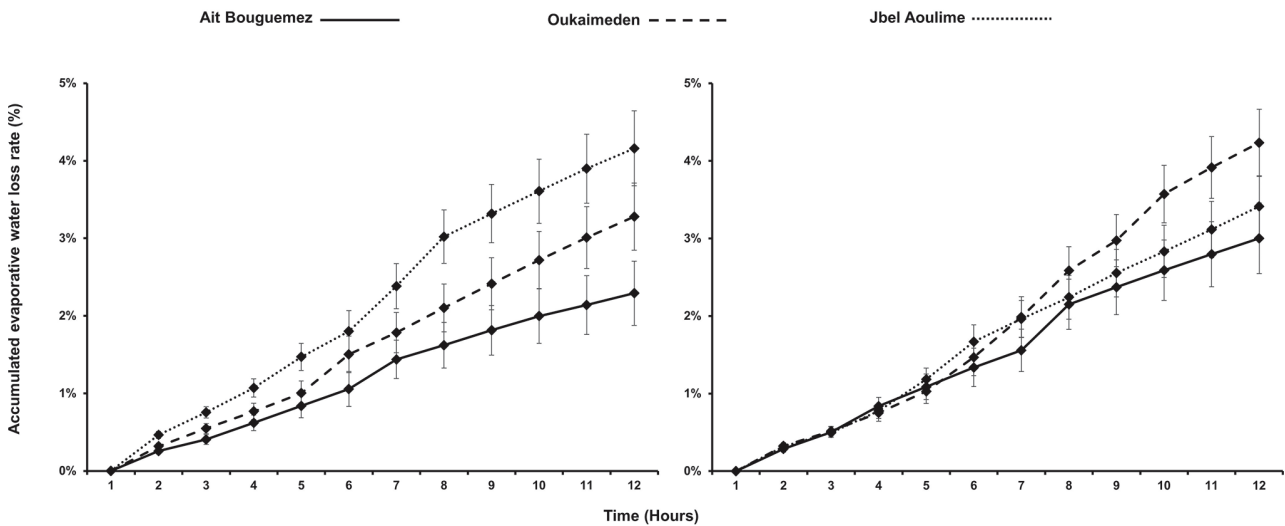 Ait Bouguemez
Oukaimeden
Jbel Aoulime
Accumulated evaporative water loss rate (%)
5%
4%
3%
2%
1%
0%
1 2 3 4 5 6 7 8 9 10 11 12
5%
4%
3%
2%
1%
0%
1 2 3 4 5 6 7 8 9 10 11 12
Time (Hours)